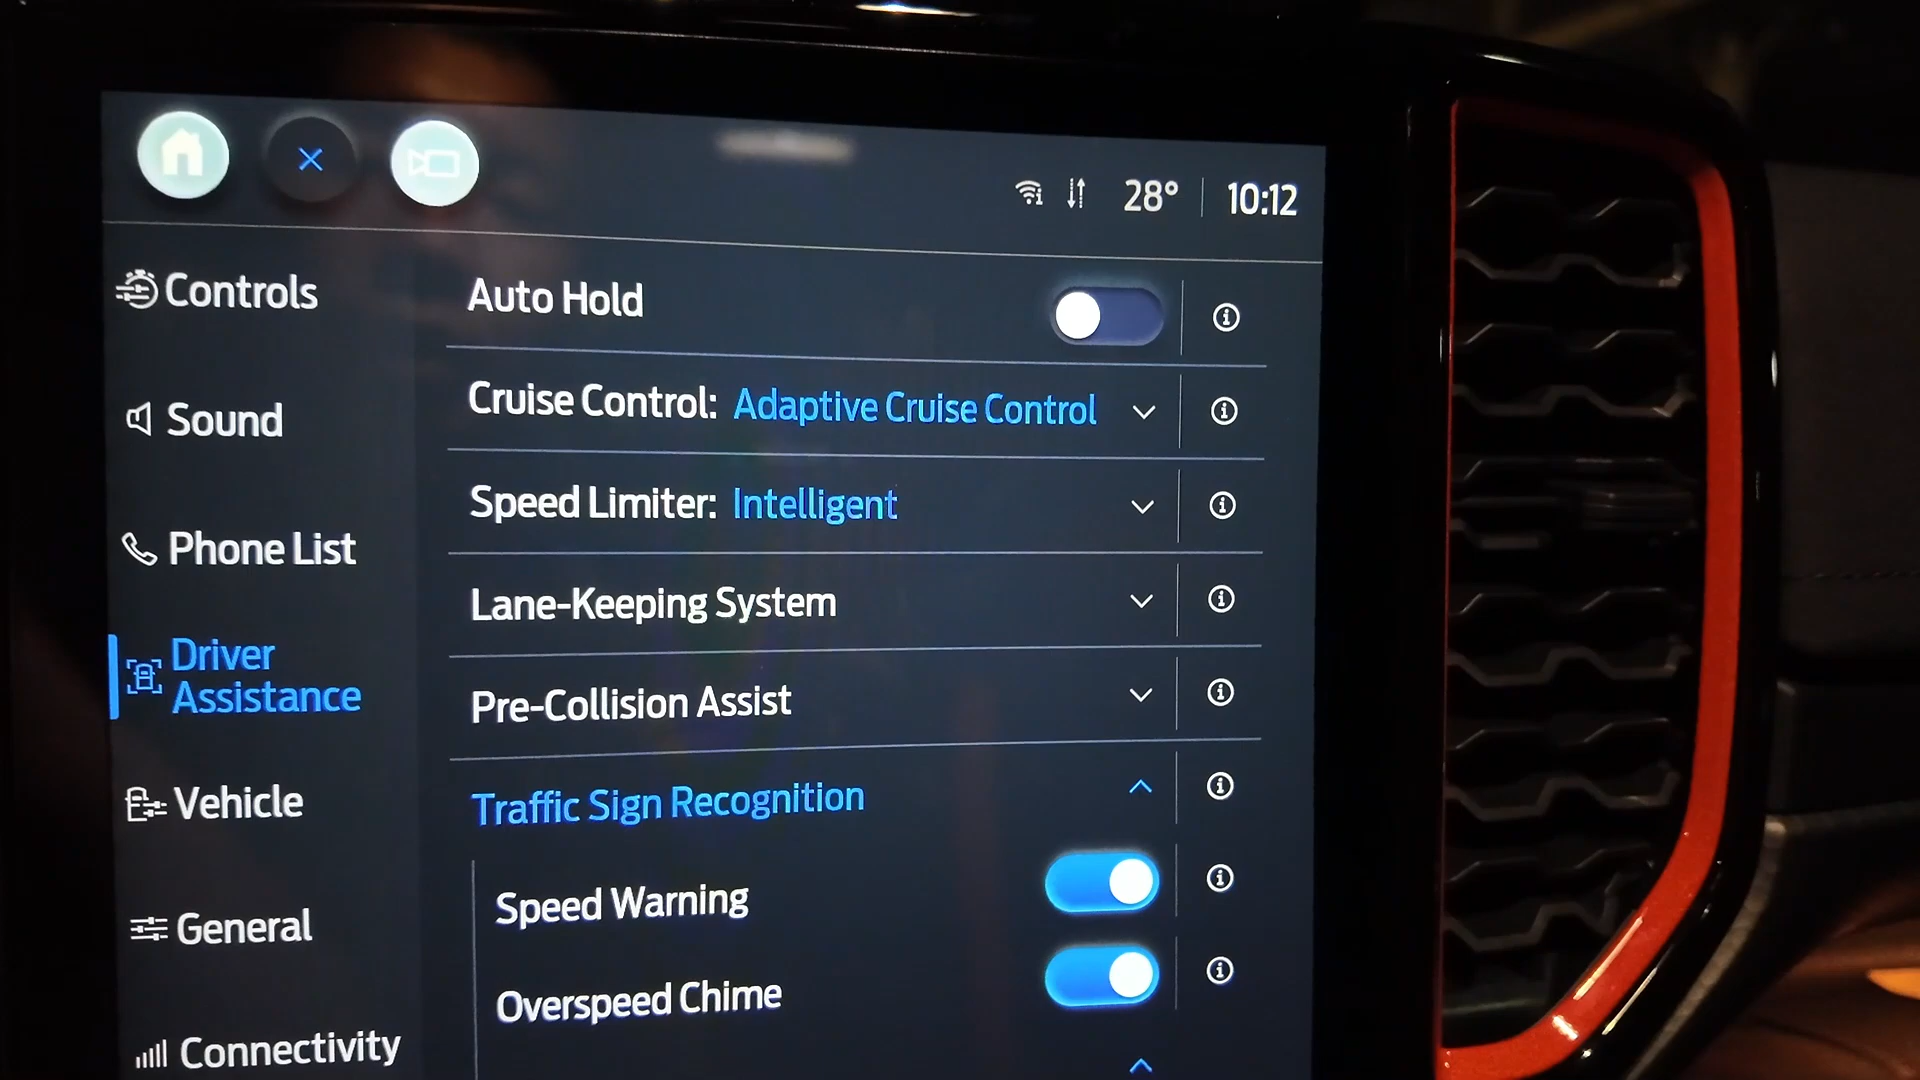 28° 10:12
Controls
Sound
Phone List
Driver
Assistance
Vehicle
General
Connectivity
Auto Hold
Cruise Control: Adaptive Cruise Control
Speed Limiter: Intelligent
Lane-Keeping System
Pre-Collision Assist
Traffic Sign Recognition
Speed Warning
Overspeed Chime